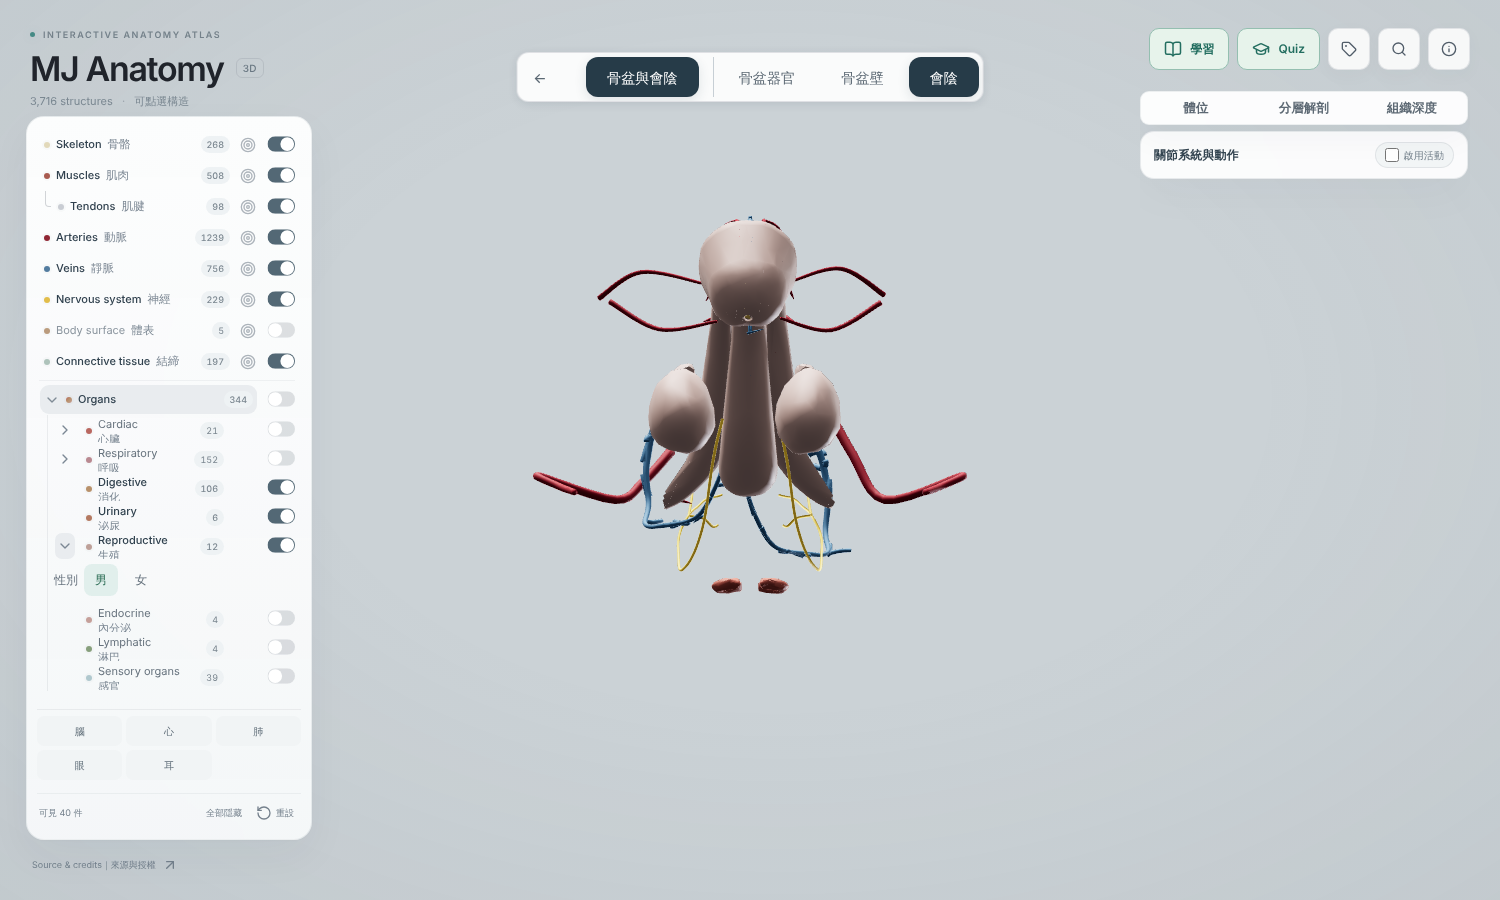 INTERACTIVE ANATOMY ATLAS
MJ Anatomy 3D
3,716 structures · 可點選構造
← 骨盆與會陰 骨盆器官 骨盆壁 會陰
學習 Quiz
體位 分層解剖 組織深度
關節系統與動作 啟用活動
Skeleton 骨骼 268
Muscles 肌肉 508
Tendons 肌腱 98
Arteries 動脈 1239
Veins 靜脈 756
Nervous system 神經 229
Body surface 體表 5
Connective tissue 結締 197
Organs 344
Cardiac 21
心臟
Respiratory 152
呼吸
Digestive 106
消化
Urinary 6
泌尿
Reproductive 12
生殖
性別 男 女
Endocrine 4
內分泌
Lymphatic 4
淋巴
Sensory organs 39
感官
腦 心 肺
眼 耳
可見 40 件 全部隱藏 重設
Source & credits | 來源與授權